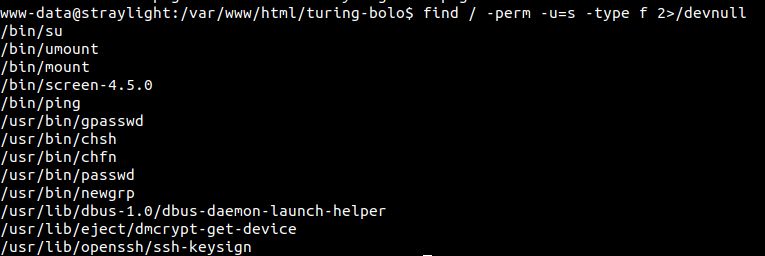 www-data@straylight:/var/www/html/turing-bolo$ find / -perm -u=s -type f 2>/devnull
/bin/su
/bin/umount
/bin/mount
/bin/screen-4.5.0
/bin/ping
/usr/bin/gpasswd
/usr/bin/chsh
/usr/bin/chfn
/usr/bin/passwd
/usr/bin/newgrp
/usr/lib/dbus-1.0/dbus-daemon-launch-helper
/usr/lib/eject/dmcrypt-get-device
/usr/lib/openssh/ssh-keysign